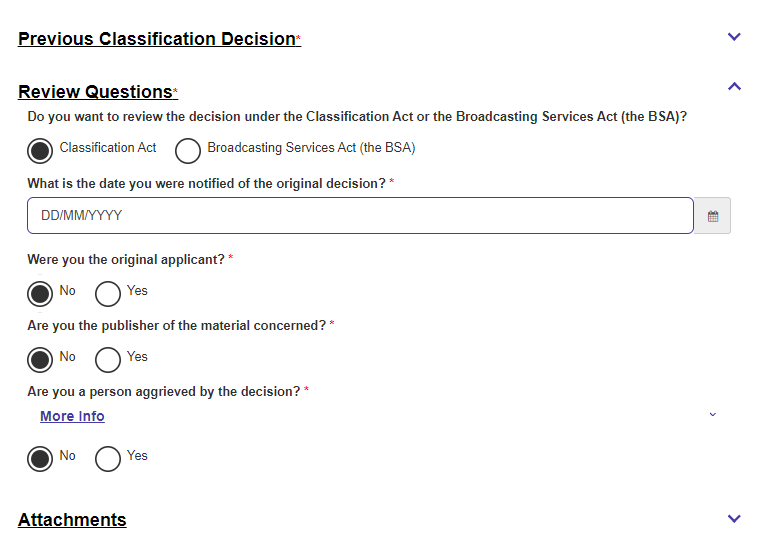 Previous Classification Decision*
Review Questions*
Do you want to review the decision under the Classification Act or the Broadcasting Services Act (the BSA)?
Classification Act Broadcasting Services Act (the BSA)
What is the date you were notified of the original decision? *
DD/MM/YYYY
Were you the original applicant? *
No Yes
Are you the publisher of the material concerned? *
No Yes
Are you a person aggrieved by the decision? *
More Info
No Yes
Attachments